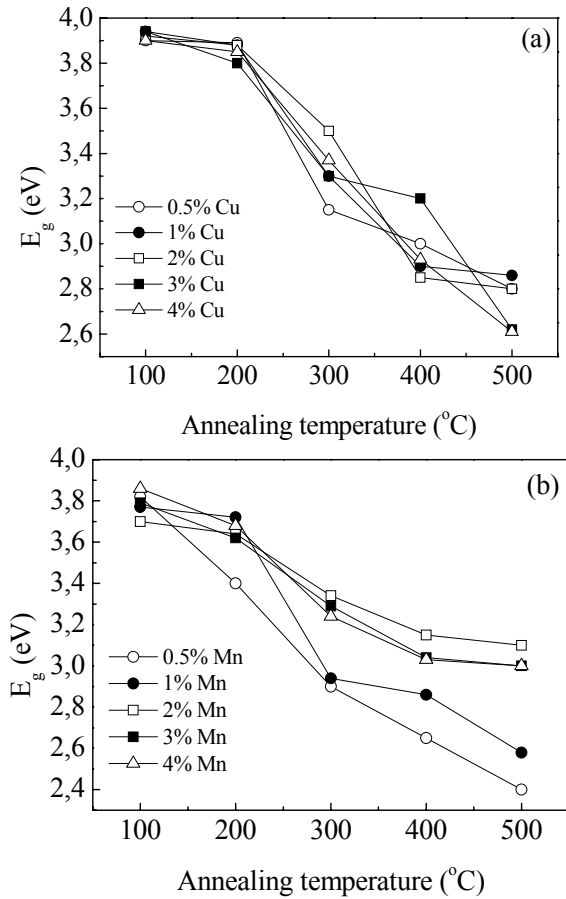 4,0
(a)
3,8
3,6
3,4
3,2
3,0
2,8
2,6
E_g (eV)
0.5% Cu
1% Cu
2% Cu
3% Cu
4% Cu
100 200 300 400 500
Annealing temperature (°C)
4,0
(b)
3,8
3,6
3,4
3,2
3,0
2,8
2,6
2,4
E_g (eV)
0.5% Mn
1% Mn
2% Mn
3% Mn
4% Mn
100 200 300 400 500
Annealing temperature (°C)